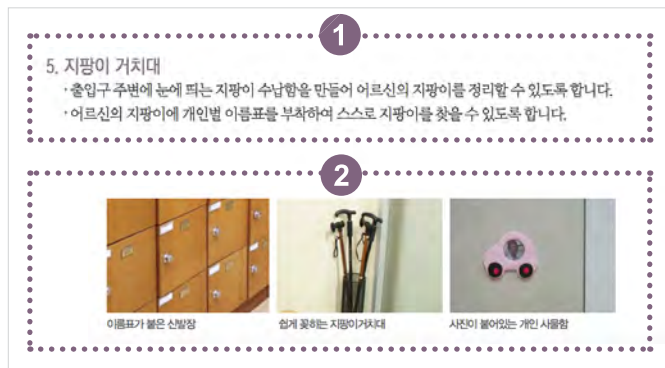 1
5. 지팡이 거치대
· 출입구 주변에 눈에 띄는 지팡이 수납함을 만들어 어르신의 지팡이를 정리할 수 있도록 합니다.
· 어르신의 지팡이에 개인별 이름표를 부착하여 스스로 지팡이를 찾을 수 있도록 합니다.
2
이름표가 붙은 신발장
쉽게 꽂히는 지팡이거치대
사진이 붙어있는 개인 사물함